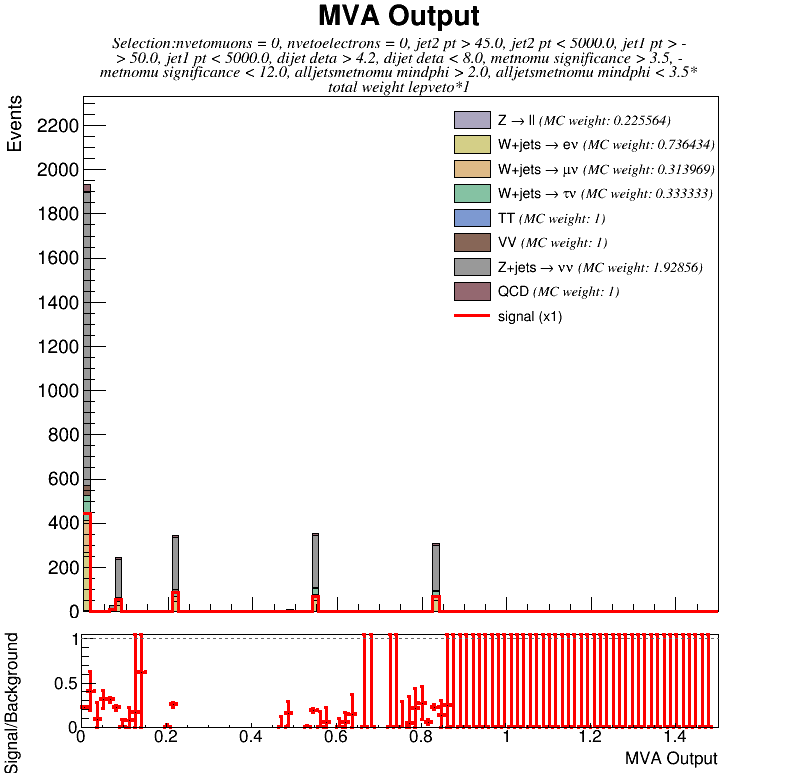 MVA Output
Selection:nvetomuons = 0, nvetoelectrons = 0, jet2 pt > 45.0, jet2 pt < 5000.0, jet1 pt > -
> 50.0, jet1 pt < 5000.0, dijet deta > 4.2, dijet deta < 8.0, metnomu significance > 3.5, -
metnomu significance < 12.0, alljetsmetnomu mindphi > 2.0, alljetsmetnomu mindphi < 3.5*
total weight lepveto*1
Events
2200
2000
1800
1600
1400
1200
1000
800
600
400
200
0
Z → ll (MC weight: 0.225564)
W+jets → eν (MC weight: 0.736434)
W+jets → μν (MC weight: 0.313969)
W+jets → τν (MC weight: 0.333333)
TT (MC weight: 1)
VV (MC weight: 1)
Z+jets → νν (MC weight: 1.92856)
QCD (MC weight: 1)
signal (x1)
Signal/Background
1
0.5
0
0 0.2 0.4 0.6 0.8 1 1.2 1.4
MVA Output